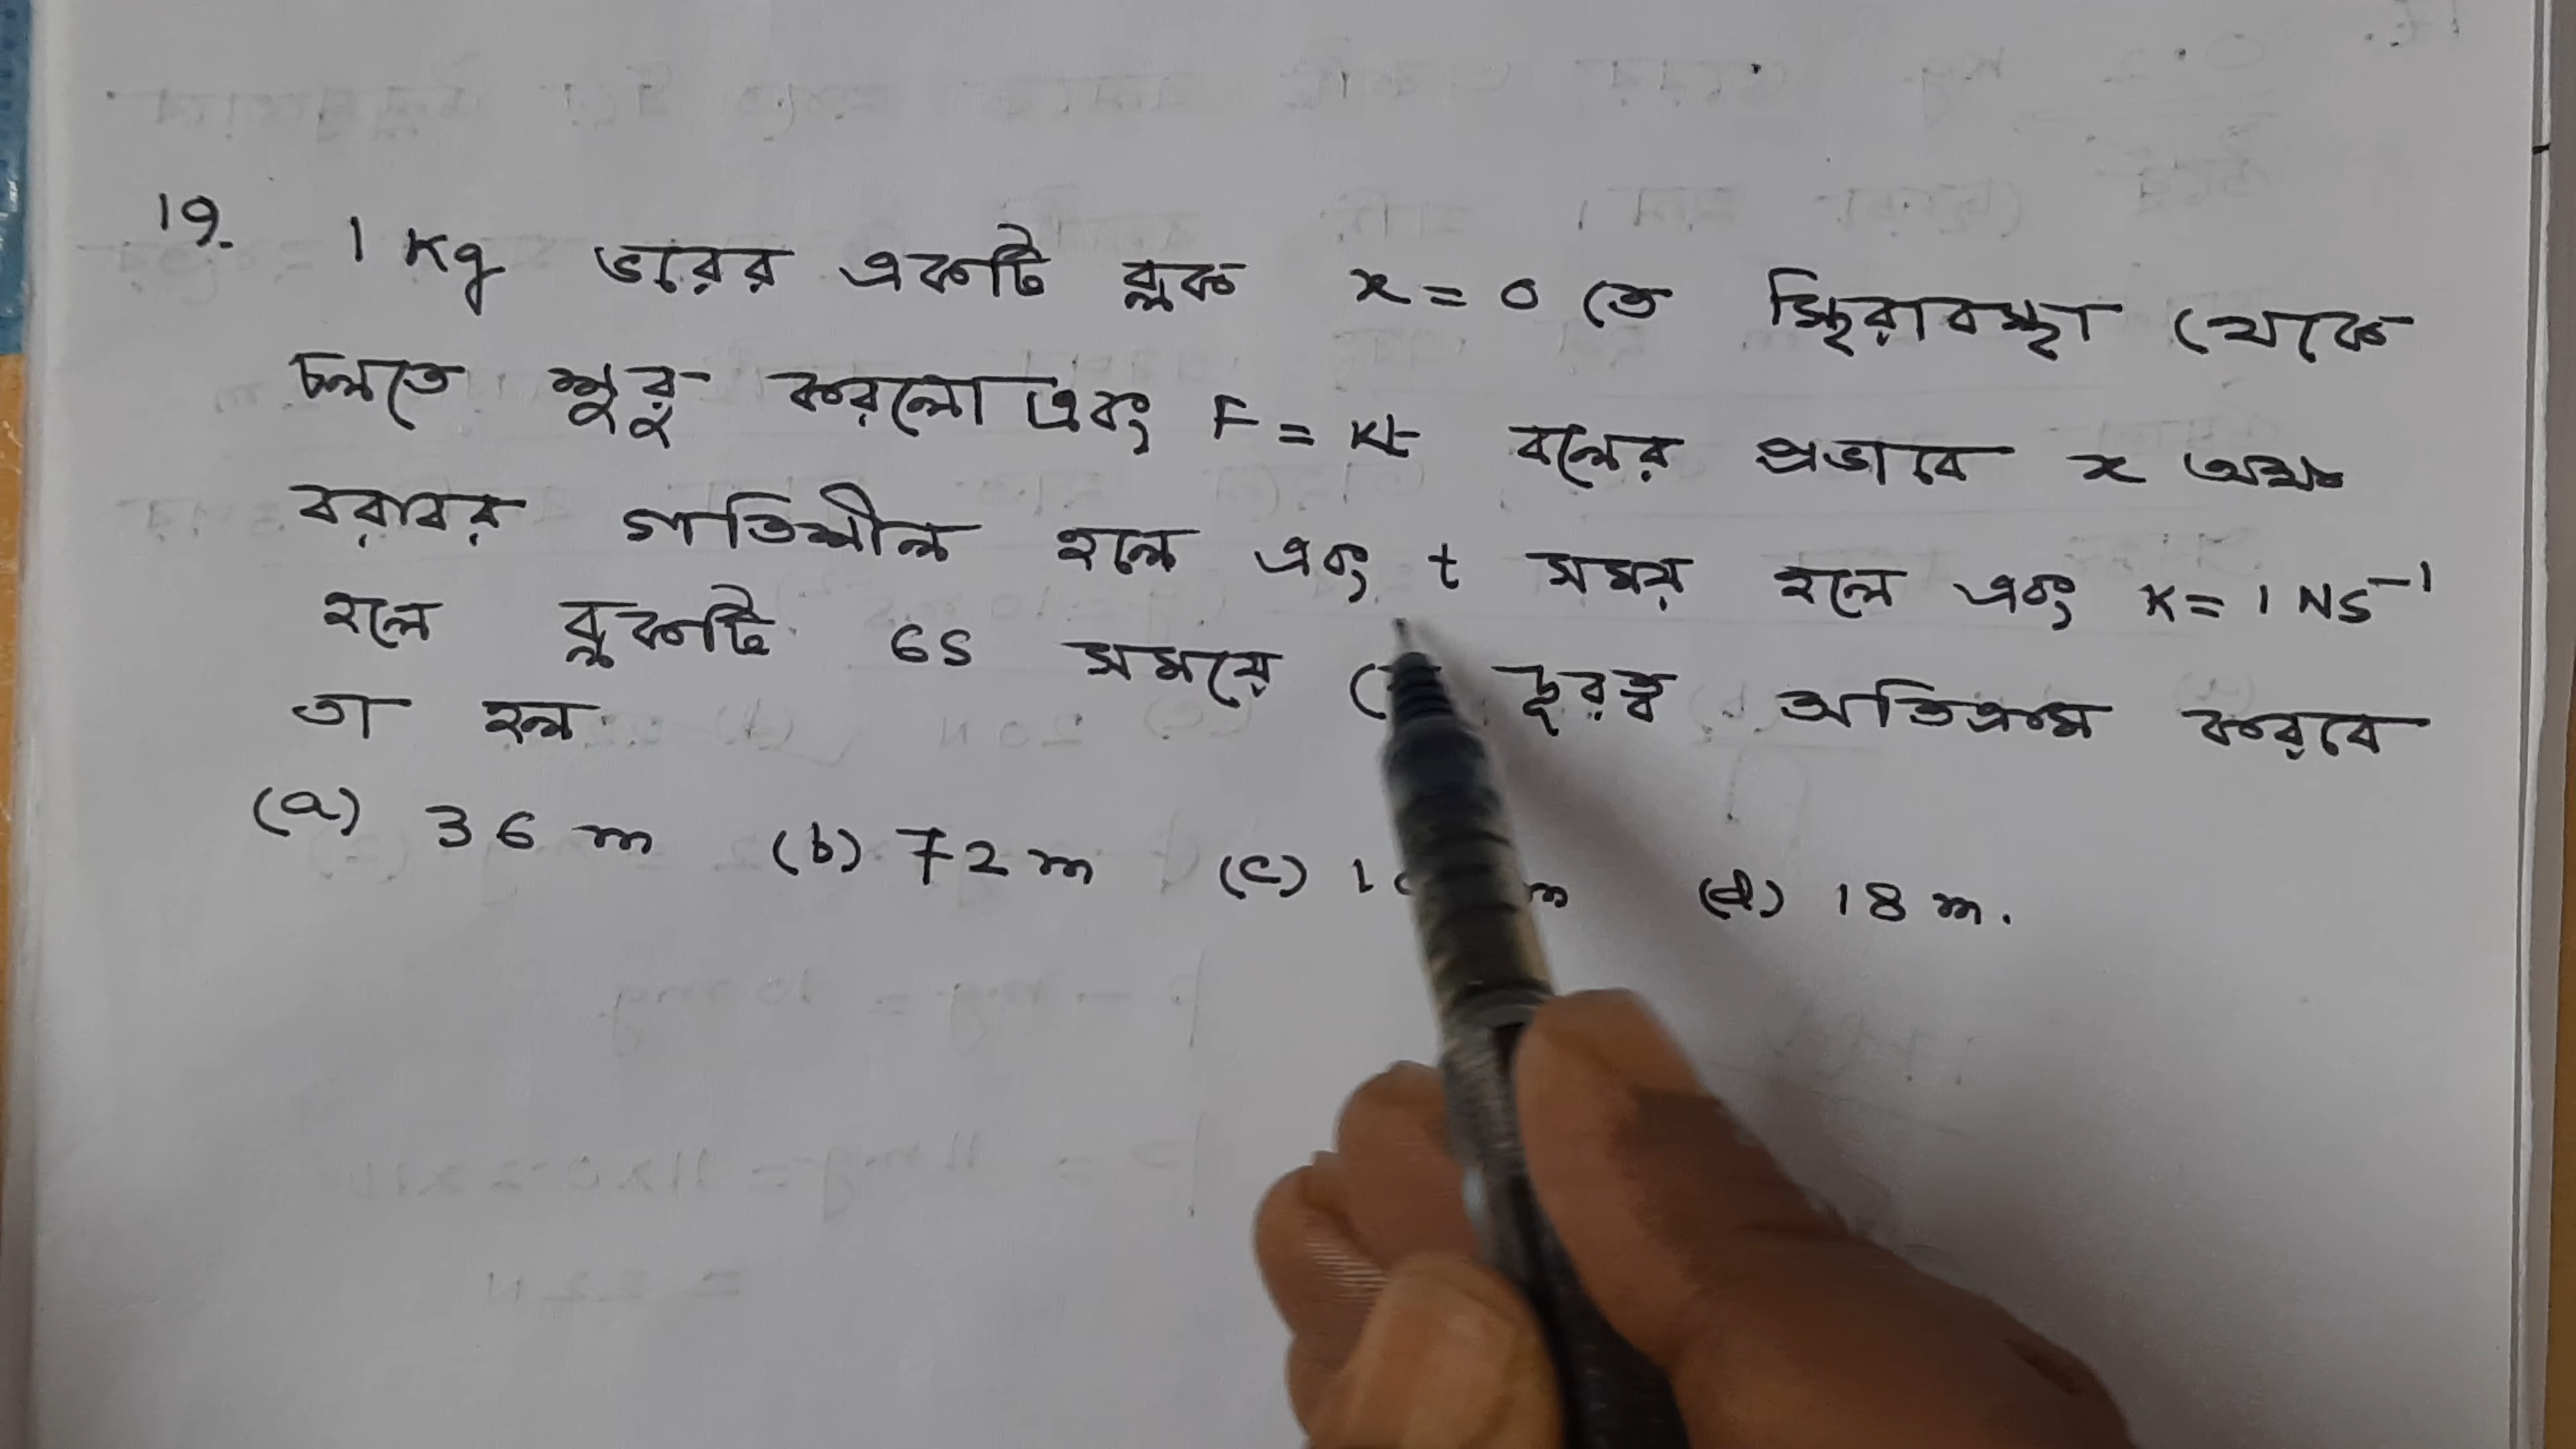 19. 1 Kg ভরের একটি ব্লক x = 0 তে স্থিরাবস্থা থেকে
চলতে শুরু করলো এবং F = Kt বলের প্রভাবে x অক্ষ
বরাবর গতিশীল হলে এবং t সময় হলে এবং K = 1 NS⁻¹
হলে ব্লকটি 6S সময়ে দূরত্ব অতিক্রম করবে
তা হল
(a) 36 m (b) 72 m (c) m (d) 18 m.